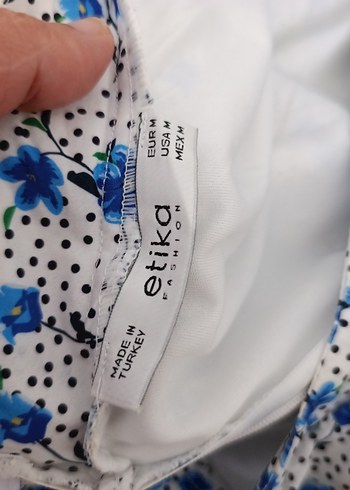 EUR M
USA M
MEX M
etika
FASHION
MADE IN
TURKEY